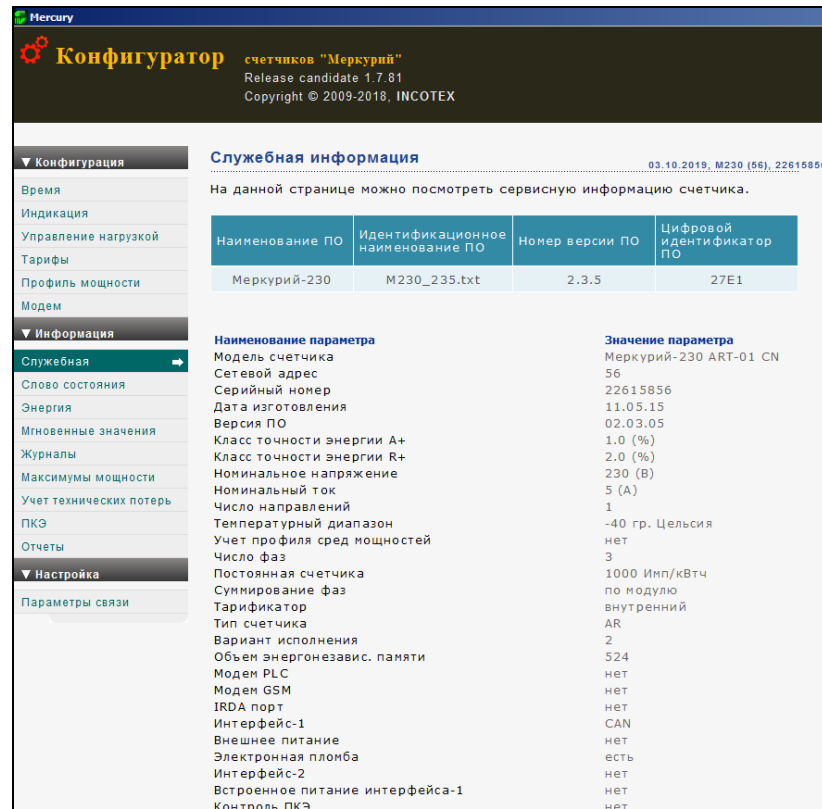 Mercury
Конфигуратор счетчиков "Меркурий"
Release candidate 1.7.81
Copyright © 2009-2018, INCOTEX
▼ Конфигурация
Время
Индикация
Управление нагрузкой
Тарифы
Профиль мощности
Модем
▼ Информация
Служебная
Слово состояния
Энергия
Мгновенные значения
Журналы
Максимумы мощности
Учет технических потерь
ПКЭ
Отчеты
▼ Настройка
Параметры связи
Служебная информация
03.10.2019, M230 (56), 22615856
На данной странице можно посмотреть сервисную информацию счетчика.
Наименование ПО Идентификационное наименование ПО Номер версии ПО Цифровой идентификатор ПО
Меркурий-230 M230_235.txt 2.3.5 27E1
Наименование параметра Значение параметра
Модель счетчика Меркурий-230 ART-01 CN
Сетевой адрес 56
Серийный номер 22615856
Дата изготовления 11.05.15
Версия ПО 02.03.05
Класс точности энергии A+ 1.0 (%)
Класс точности энергии R+ 2.0 (%)
Номинальное напряжение 230 (В)
Номинальный ток 5 (А)
Число направлений 1
Температурный диапазон -40 гр. Цельсия
Учет профиля сред мощностей нет
Число фаз 3
Постоянная счетчика 1000 Имп/кВтч
Суммирование фаз по модулю
Тарификатор внутренний
Тип счетчика AR
Вариант исполнения 2
Объем энергонезавис. памяти 524
Модем PLC нет
Модем GSM нет
IRDA порт нет
Интерфейс-1 CAN
Внешнее питание нет
Электронная пломба есть
Интерфейс-2 нет
Встроенное питание интерфейса-1 нет
Контроль ПКЭ нет